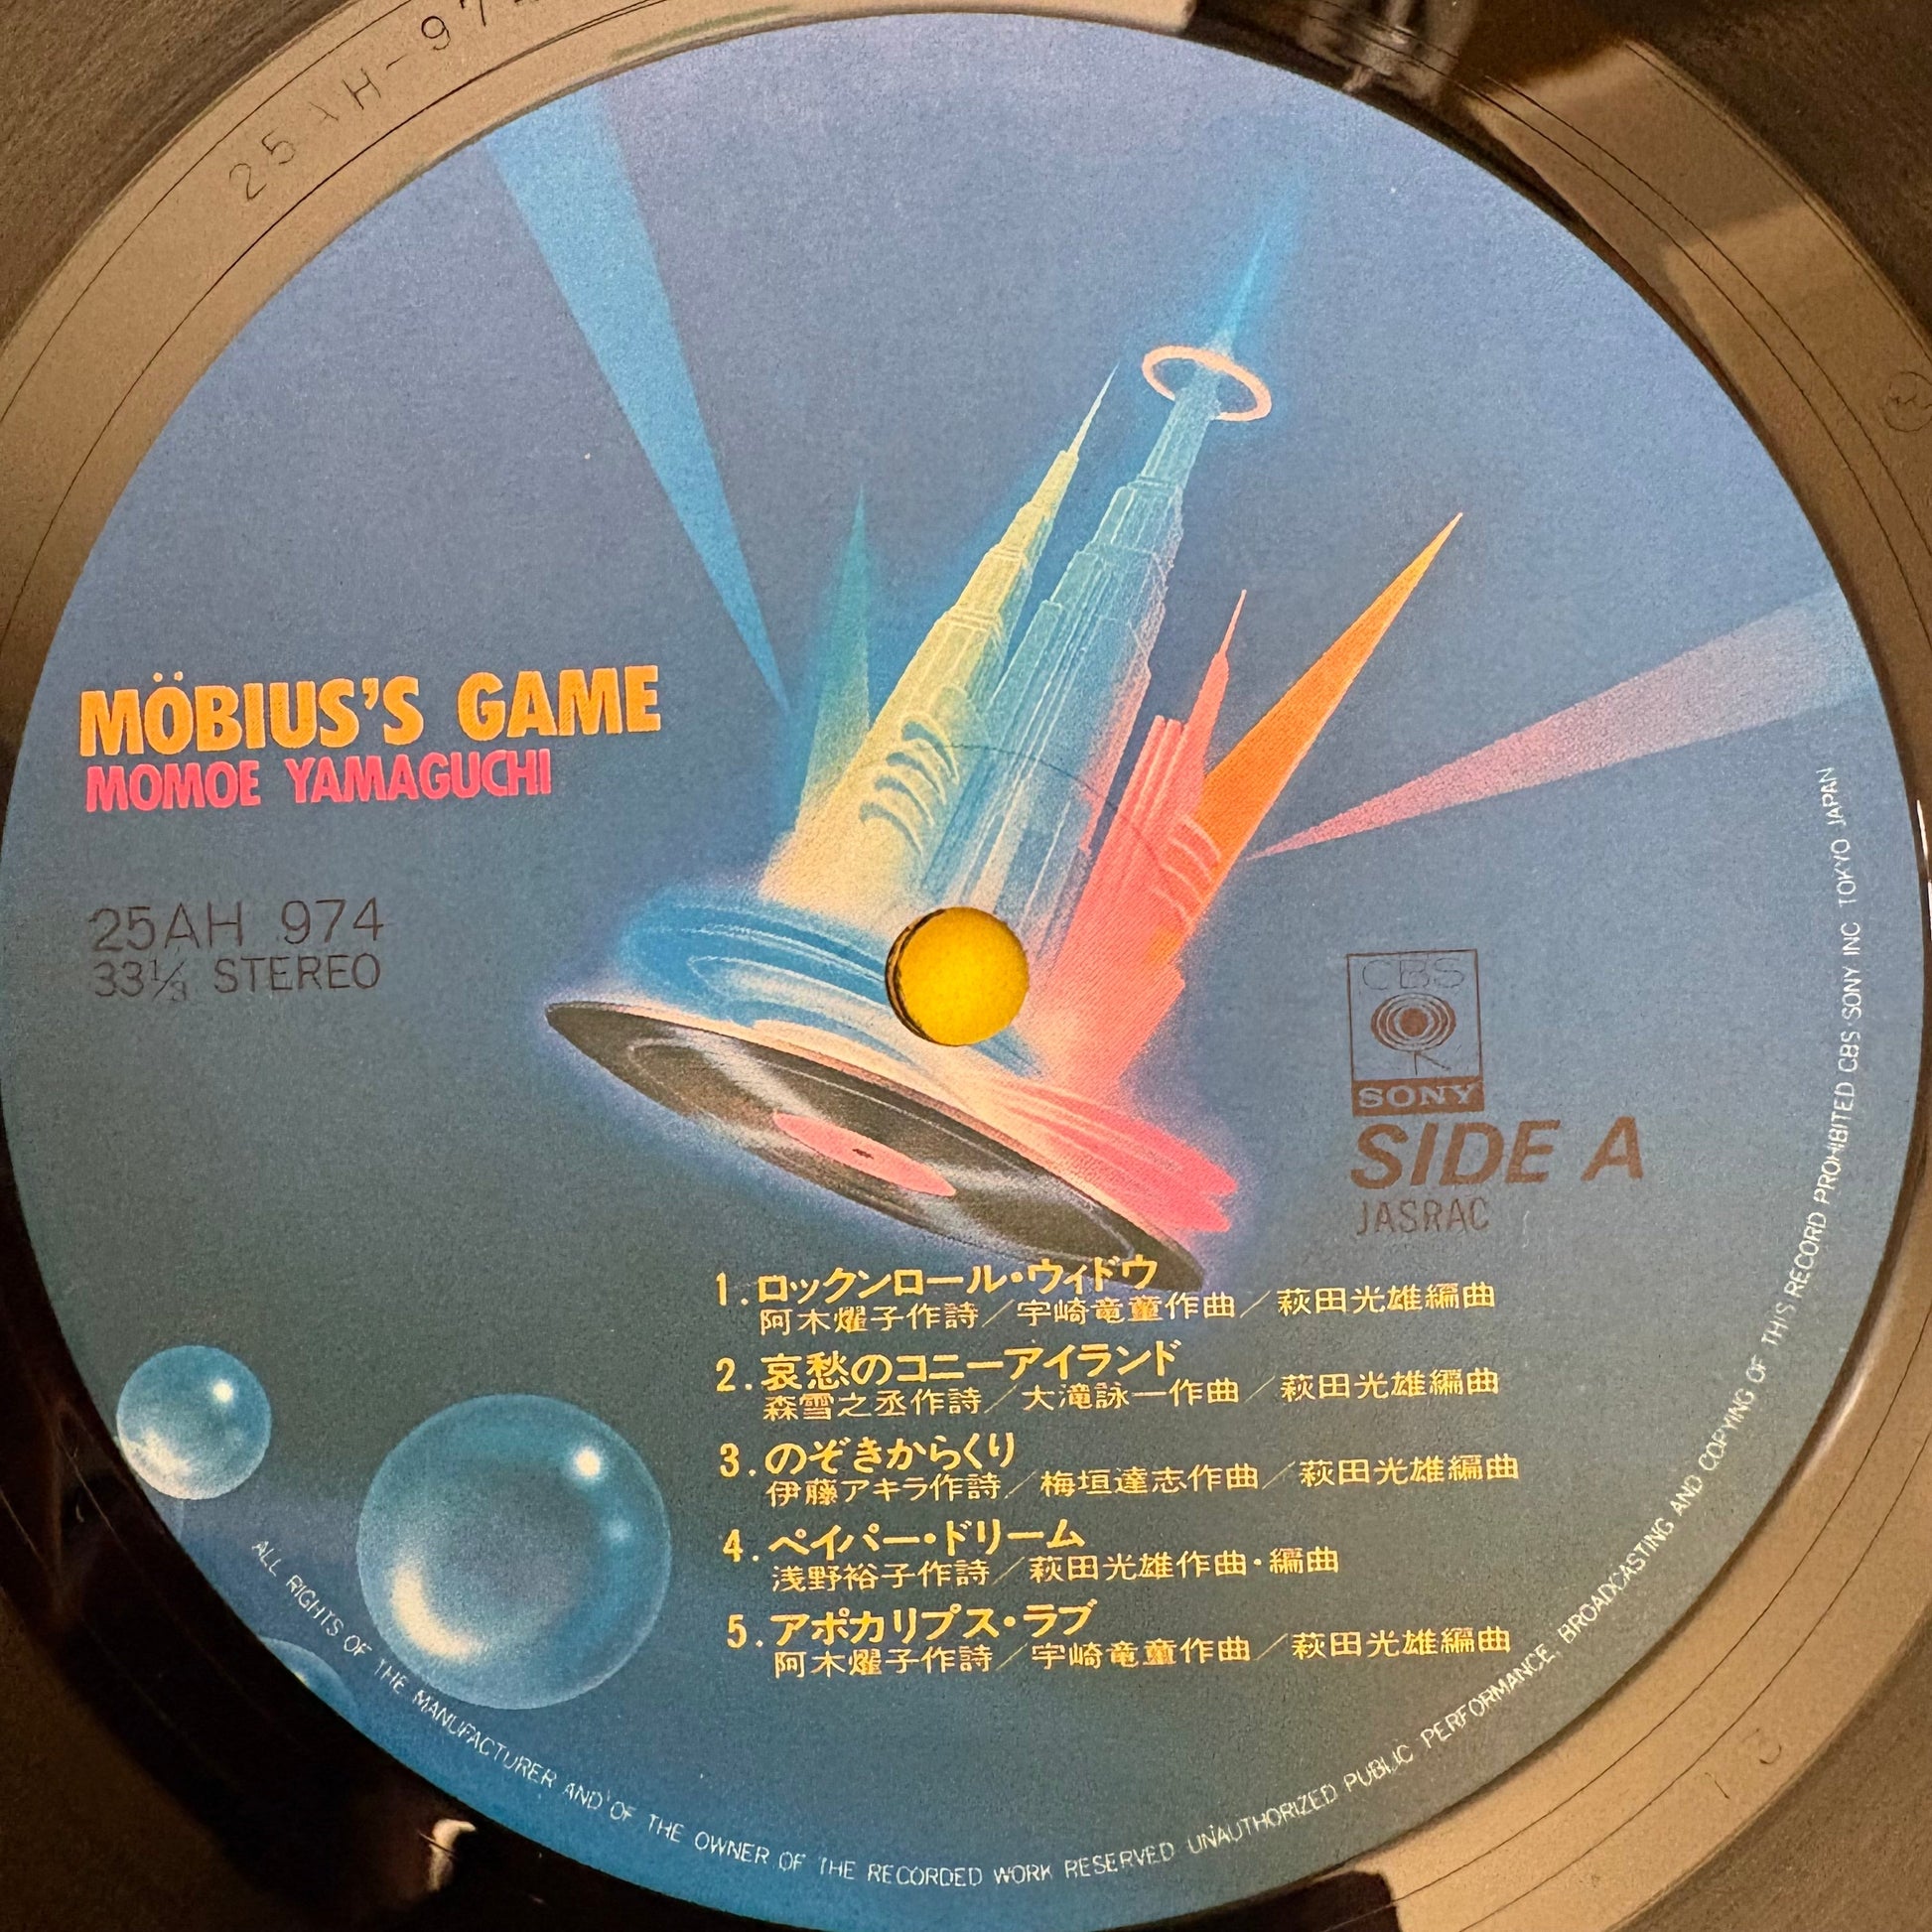 25AH-97
MÖBIUS'S GAME
MOMOE YAMAGUCHI
25AH 974
33⅓ STEREO
CBS
SONY
SIDE A
JASRAC
1.ロックンロール・ウィドウ
阿木燿子作詩／宇崎竜童作曲／萩田光雄編曲
2.哀愁のコニーアイランド
森雪之丞作詩／大滝詠一作曲／萩田光雄編曲
3.のぞきからくり
伊藤アキラ作詩／梅垣達志作曲／萩田光雄編曲
4.ペイパー・ドリーム
浅野裕子作詩／萩田光雄作曲・編曲
5.アポカリプス・ラブ
阿木燿子作詩／宇崎竜童作曲／萩田光雄編曲
ALL RIGHTS OF THE MANUFACTURER AND OF THE OWNER OF THE RECORDED WORK RESERVED UNAUTHORIZED PUBLIC PERFORMANCE, BROADCASTING AND COPYING OF THIS RECORD PROHIBITED CBS SONY INC TOKYO JAPAN
13